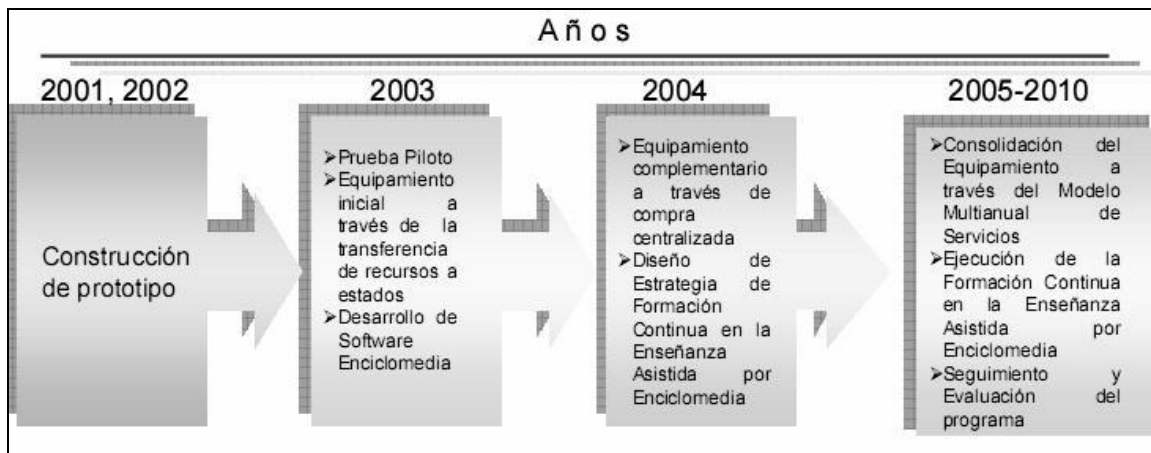 Años
2001, 2002
Construcción
de prototipo
2003
➢Prueba Piloto
➢Equipamiento
inicial a
través de la
transferencia
de recursos a
estados
➢Desarrollo de
Software
Enciclomedia
2004
➢Equipamiento
complementario
a través de
compra
centralizada
➢Diseño de
Estrategia de
Formación
Continua en la
Enseñanza
Asistida por
Enciclomedia
2005-2010
➢Consolidación del
Equipamiento a
través del Modelo
Multianual de
Servicios
➢Ejecución de la
Formación Continua
en la Enseñanza
Asistida por
Enciclomedia
➢Seguimiento y
Evaluación del
programa